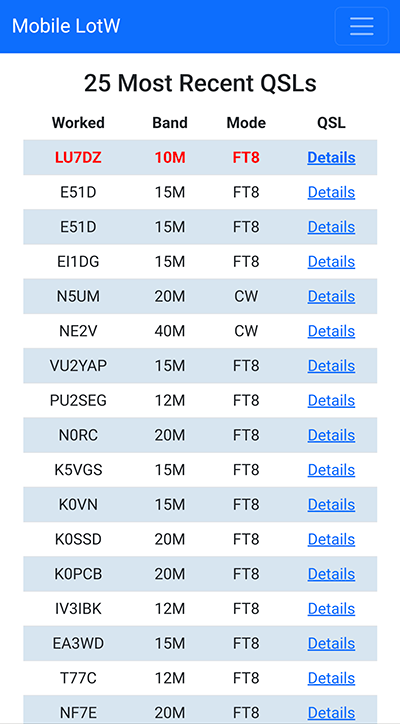 Mobile LotW
25 Most Recent QSLs
Worked Band Mode QSL
LU7DZ 10M FT8 Details
E51D 15M FT8 Details
E51D 15M FT8 Details
EI1DG 15M FT8 Details
N5UM 20M CW Details
NE2V 40M CW Details
VU2YAP 15M FT8 Details
PU2SEG 12M FT8 Details
N0RC 20M FT8 Details
K5VGS 15M FT8 Details
K0VN 15M FT8 Details
K0SSD 20M FT8 Details
K0PCB 20M FT8 Details
IV3IBK 12M FT8 Details
EA3WD 15M FT8 Details
T77C 12M FT8 Details
NF7E 20M FT8 Details